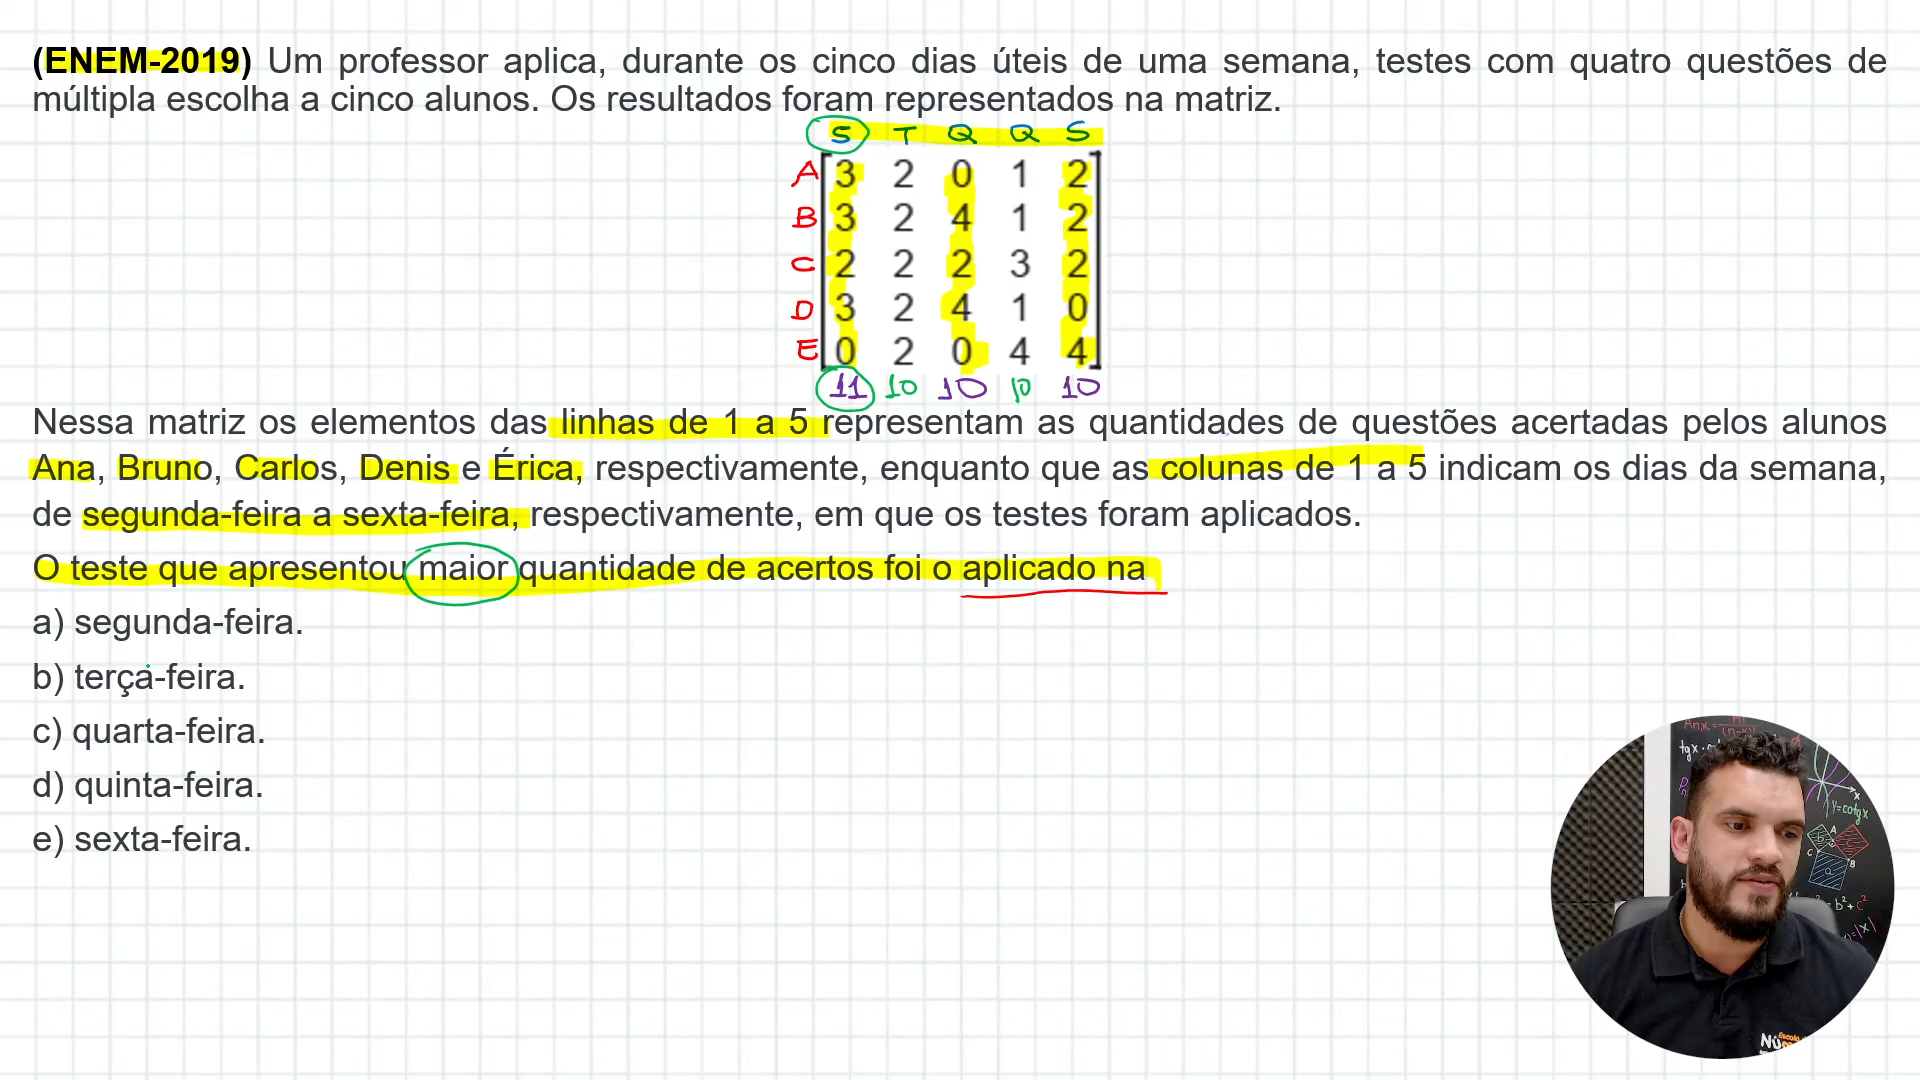 (ENEM-2019) Um professor aplica, durante os cinco dias úteis de uma semana, testes com quatro questões de
múltipla escolha a cinco alunos. Os resultados foram representados na matriz.
S T Q Q S
A 3 2 0 1 2
B 3 2 4 1 2
C 2 2 2 3 2
D 3 2 4 1 0
E 0 2 0 4 4
11 10 10 10 10
Nessa matriz os elementos das linhas de 1 a 5 representam as quantidades de questões acertadas pelos alunos
Ana, Bruno, Carlos, Denis e Érica, respectivamente, enquanto que as colunas de 1 a 5 indicam os dias da semana,
de segunda-feira a sexta-feira, respectivamente, em que os testes foram aplicados.
O teste que apresentou maior quantidade de acertos foi o aplicado na
a) segunda-feira.
b) terça-feira.
c) quarta-feira.
d) quinta-feira.
e) sexta-feira.
y=cotgx